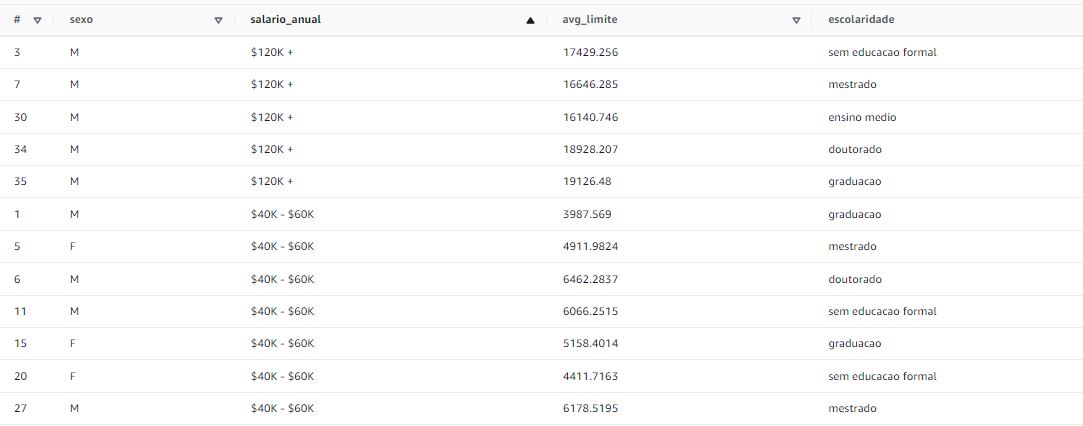 # sexo salario_anual avg_limite escolaridade
3 M $120K + 17429.256 sem educacao formal
7 M $120K + 16646.285 mestrado
30 M $120K + 16140.746 ensino medio
34 M $120K + 18928.207 doutorado
35 M $120K + 19126.48 graduacao
1 M $40K - $60K 3987.569 graduacao
5 F $40K - $60K 4911.9824 mestrado
6 M $40K - $60K 6462.2837 doutorado
11 M $40K - $60K 6066.2515 sem educacao formal
15 F $40K - $60K 5158.4014 graduacao
20 F $40K - $60K 4411.7163 sem educacao formal
27 M $40K - $60K 6178.5195 mestrado